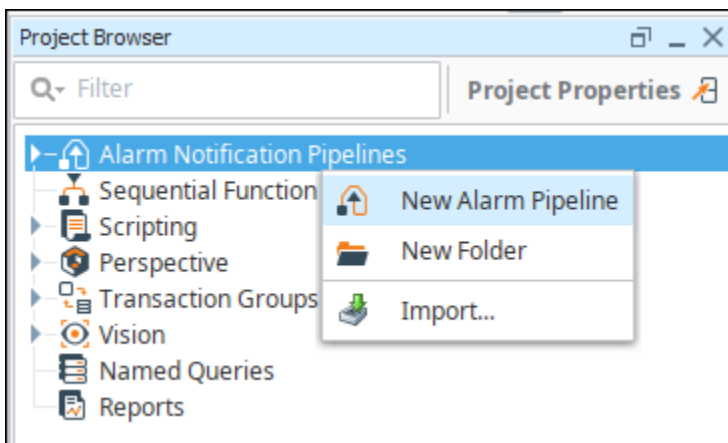 Project Browser
Filter
Project Properties
Alarm Notification Pipelines
Sequential Function
New Alarm Pipeline
Scripting
New Folder
Perspective
Transaction Groups
Import...
Vision
Named Queries
Reports